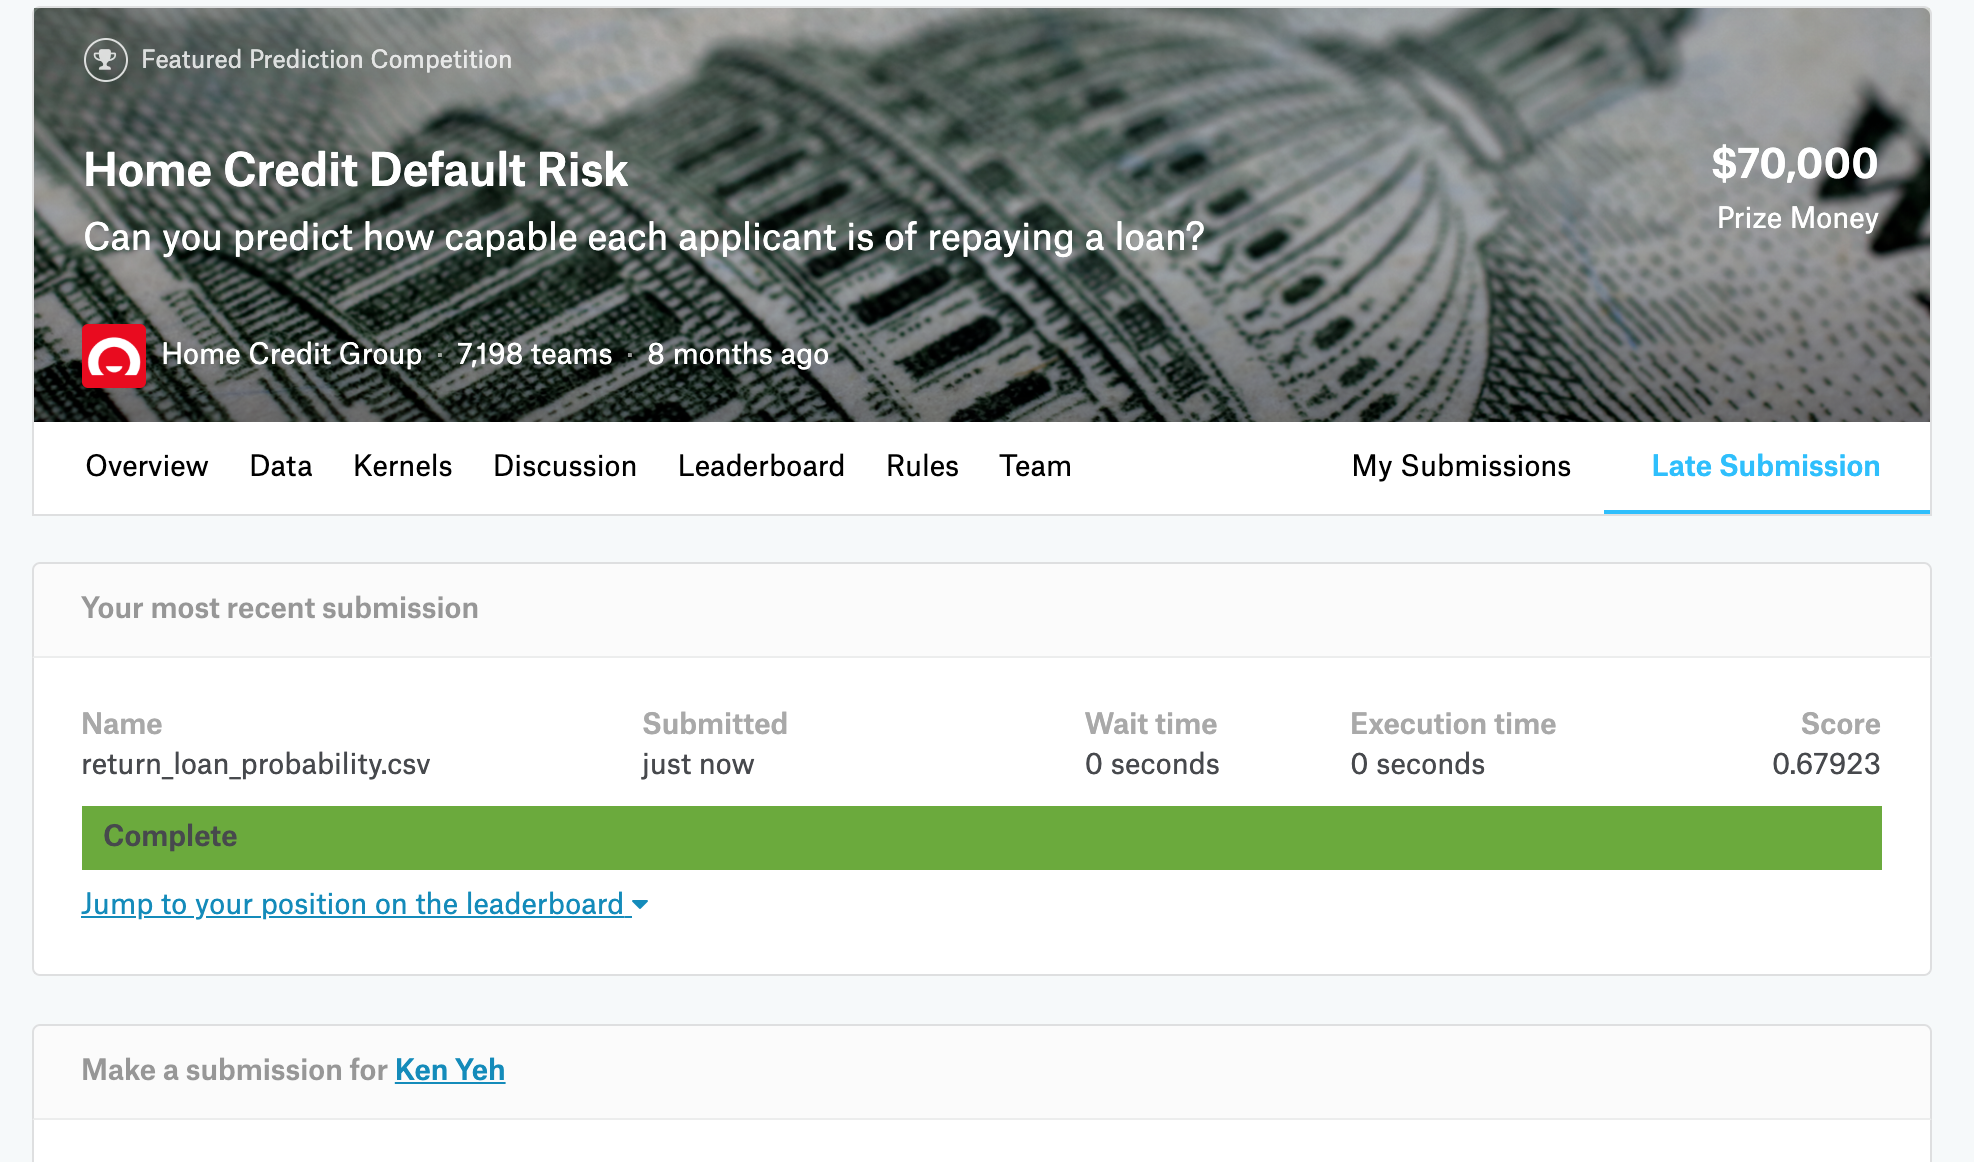 Featured Prediction Competition
Home Credit Default Risk
Can you predict how capable each applicant is of repaying a loan?
$70,000
Prize Money
Home Credit Group · 7,198 teams · 8 months ago
Overview Data Kernels Discussion Leaderboard Rules Team My Submissions Late Submission
Your most recent submission
Name Submitted Wait time Execution time Score
return_loan_probability.csv just now 0 seconds 0 seconds 0.67923
Complete
Jump to your position on the leaderboard
Make a submission for Ken Yeh